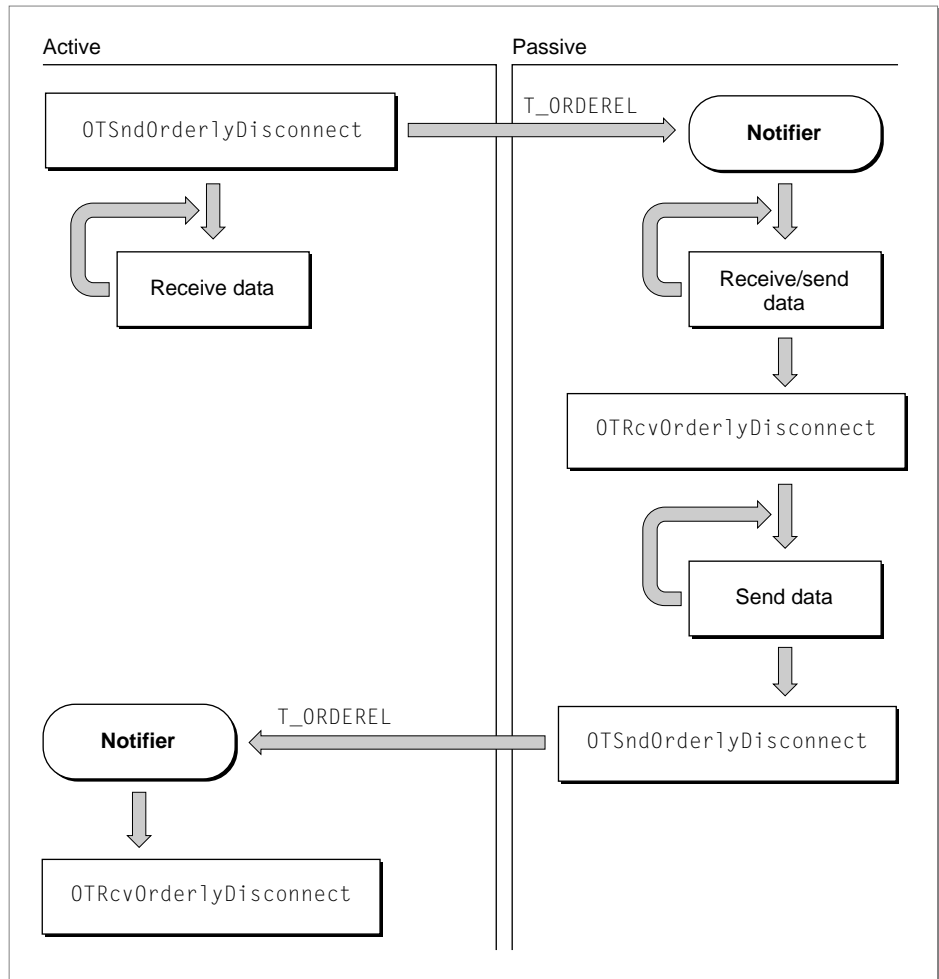 Active
Passive
OTSndOrderlyDisconnect
T_ORDEREL
Notifier
Receive data
Receive/send
data
OTRcvOrderlyDisconnect
Send data
Notifier
T_ORDEREL
OTSndOrderlyDisconnect
OTRcvOrderlyDisconnect